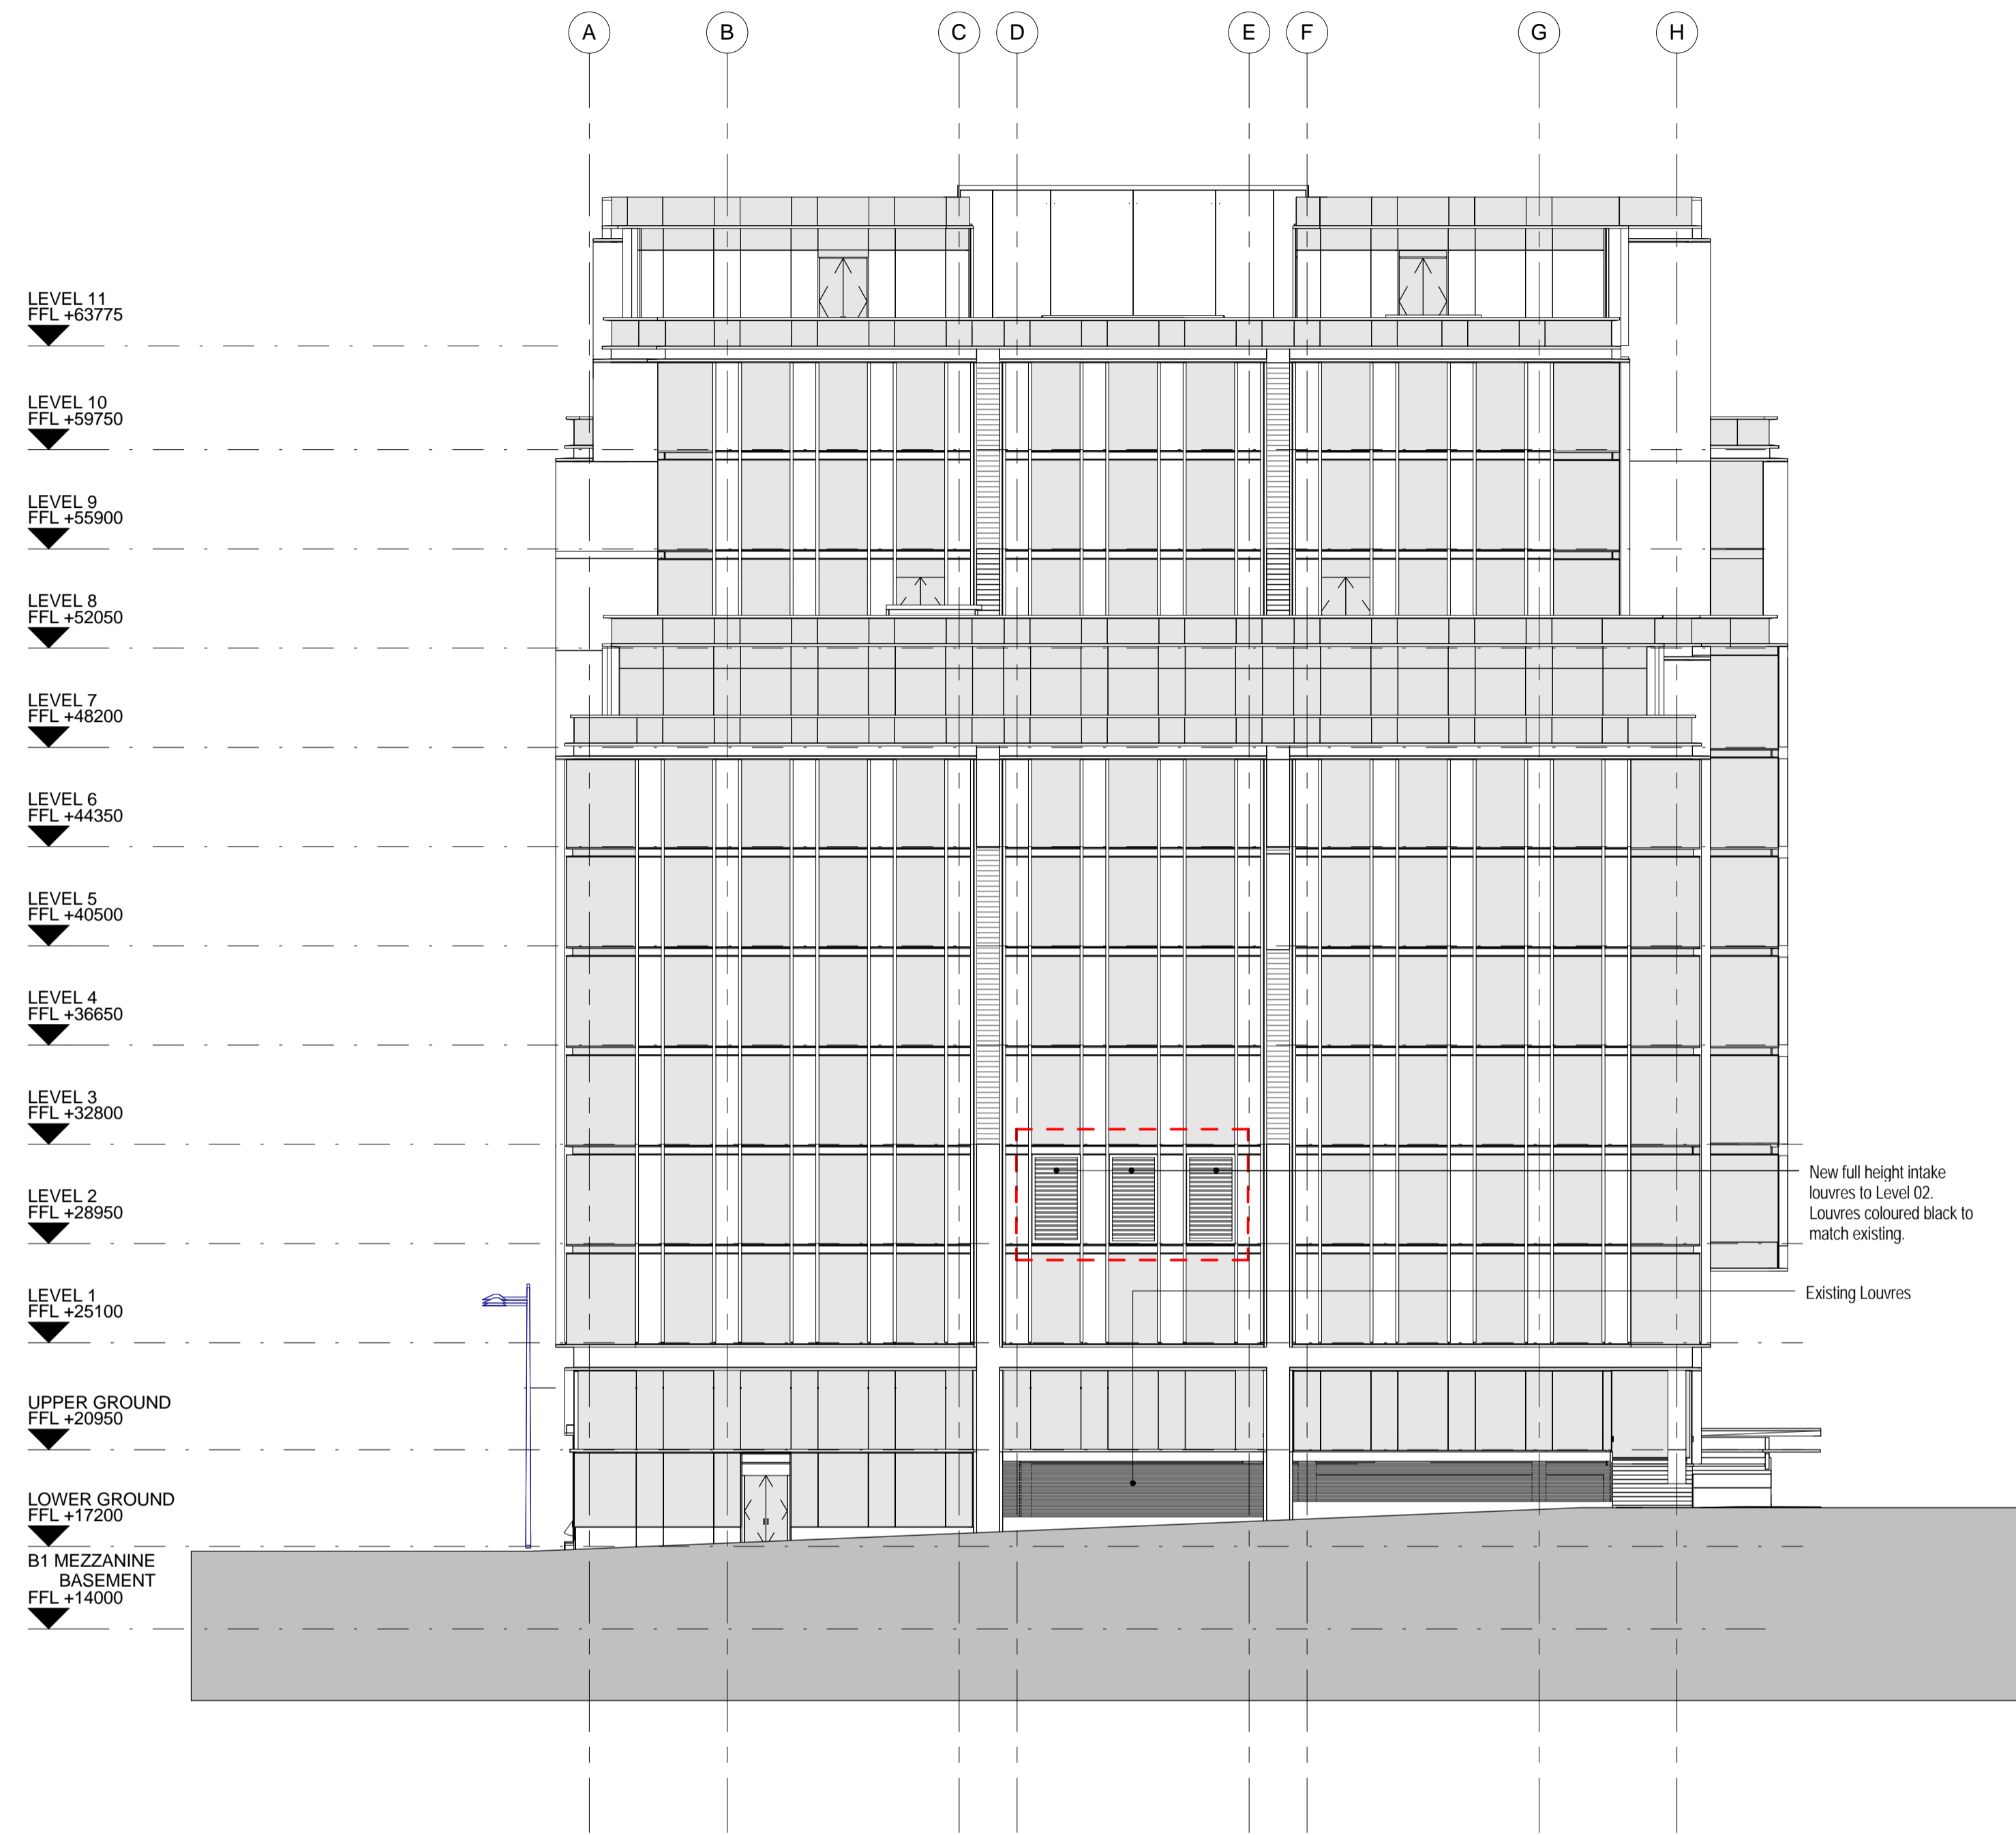 A B C D E F G H
LEVEL 11
FFL +63775
LEVEL 10
FFL +59750
LEVEL 9
FFL +55900
LEVEL 8
FFL +52050
LEVEL 7
FFL +48200
LEVEL 6
FFL +44350
LEVEL 5
FFL +40500
LEVEL 4
FFL +36650
LEVEL 3
FFL +32800
LEVEL 2
FFL +28950
New full height intake
louvres to Level 02.
Louvres coloured black to
match existing.
LEVEL 1
FFL +25100
Existing Louvres
UPPER GROUND
FFL +20950
LOWER GROUND
FFL +17200
B1 MEZZANINE
BASEMENT
FFL +14000